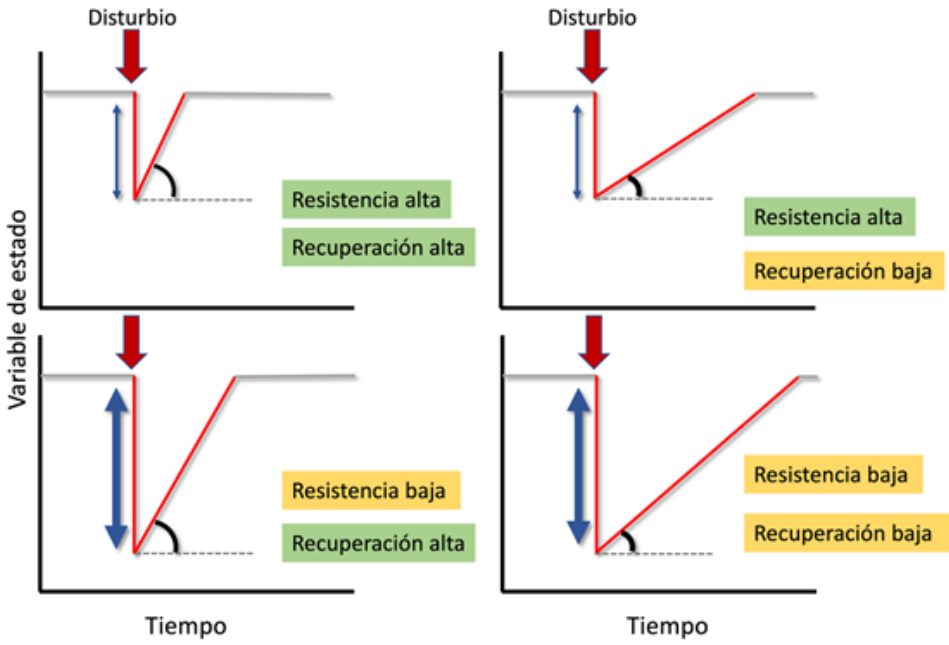 Disturbio
Disturbio
Resistencia alta
Recuperación alta
Resistencia alta
Recuperación baja
Variable de estado
Resistencia baja
Recuperación alta
Resistencia baja
Recuperación baja
Tiempo
Tiempo